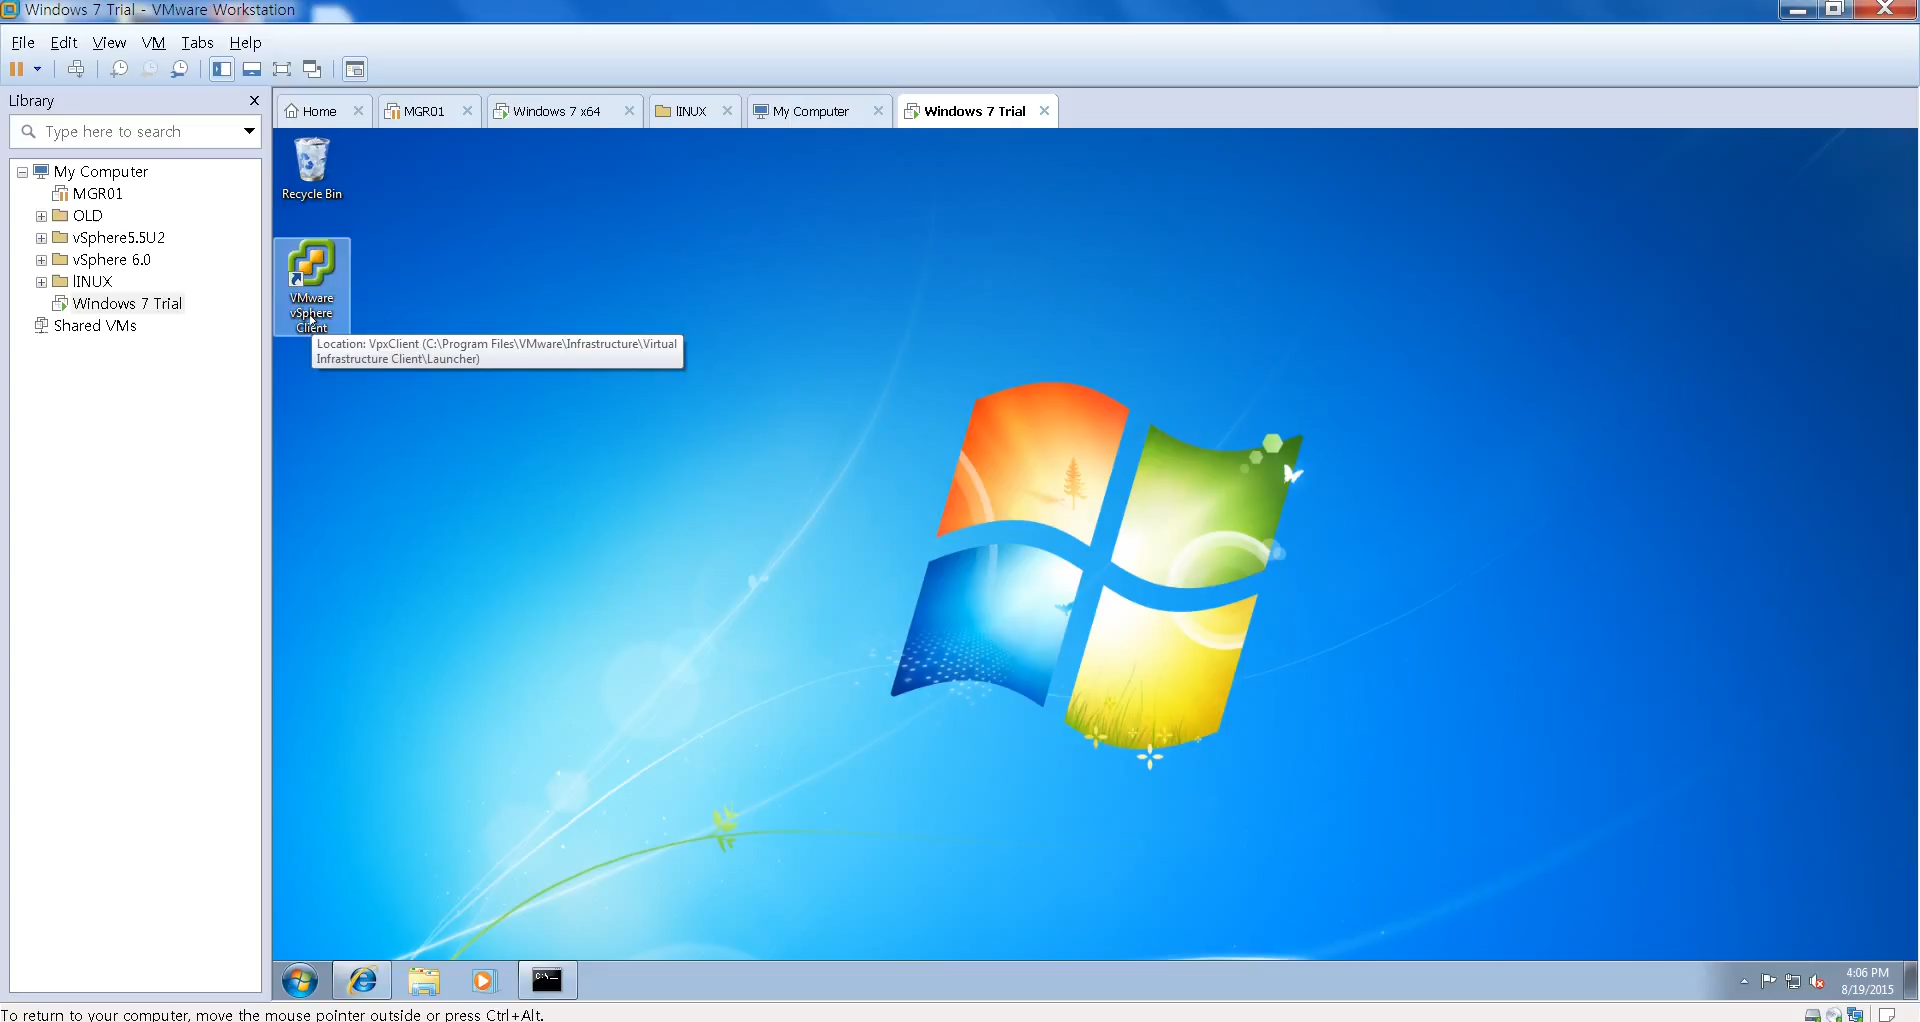 Windows 7 Trial - VMware Workstation
File Edit View VM Tabs Help
Library
Type here to search
My Computer
MGR01
OLD
vSphere5.5U2
vSphere 6.0
lINUX
Windows 7 Trial
Shared VMs
Home
MGR01
Windows 7 x64
lINUX
My Computer
Windows 7 Trial
Recycle Bin
VMware
vSphere
Client
Location: VpxClient (C:\Program Files\VMware\Infrastructure\Virtual
Infrastructure Client\Launcher)
C:\_
4:06 PM
8/19/2015
To return to your computer, move the mouse pointer outside or press Ctrl+Alt.